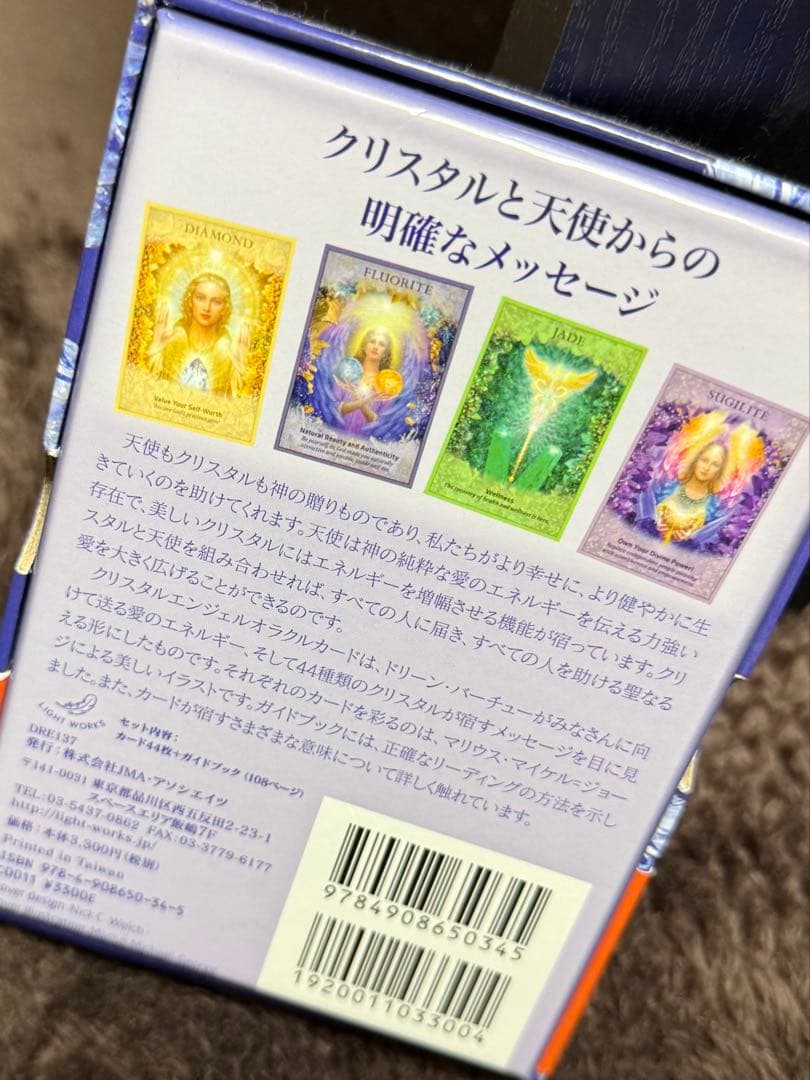 クリスタルと天使からの
明確なメッセージ
DIAMOND
Value Your Self-Worth
FLUORITE
Natural Beauty and Authenticity
Be yourself, as God made you naturally
JADE
Wellness
The recovery of health and wellness is here.
SUGILITE
Own Your Divine Power!
天使もクリスタルも神の贈りものであり、私たちがより幸せに、より健やかに生
きていくのを助けてくれます。天使は神の純粋な愛のエネルギーを伝える力強い
存在で、美しいクリスタルにはエネルギーを増幅させる機能が宿っています。クリ
スタルと天使を組み合わせれば、すべての人に届き、すべての人を助ける聖なる
愛を大きく広げることができるのです。
クリスタルエンジェルオラクルカードは、ドリーン・バーチューがみなさんに向
けて送る愛のエネルギー、そして44種類のクリスタルが宿すメッセージを目に見
える形にしたものです。それぞれのカードを彩るのは、マリウス・マイケル=ジョー
ジによる美しいイラストです。ガイドブックには、正確なリーディングの方法を示し
ました。また、カードが宿すさまざまな意味について詳しく触れています。
LIGHT WORKS
セット内容:
カード44枚+ガイドブック (108ページ)
DRE137
発行:株式会社JMA・アソシエイツ
〒141-0031 東京都品川区西五反田2-23-1
スペースエリア飯嶋7F
TEL:03-5437-0862 FAX:03-3779-6177
http://light-works.jp/
価格:本体3,300円(税別)
Printed in Taiwan
ISBN 978-4-908650-34-5
C0011 ¥3300E
cover design: Nick C. Welch
9784908650345
1920011033004